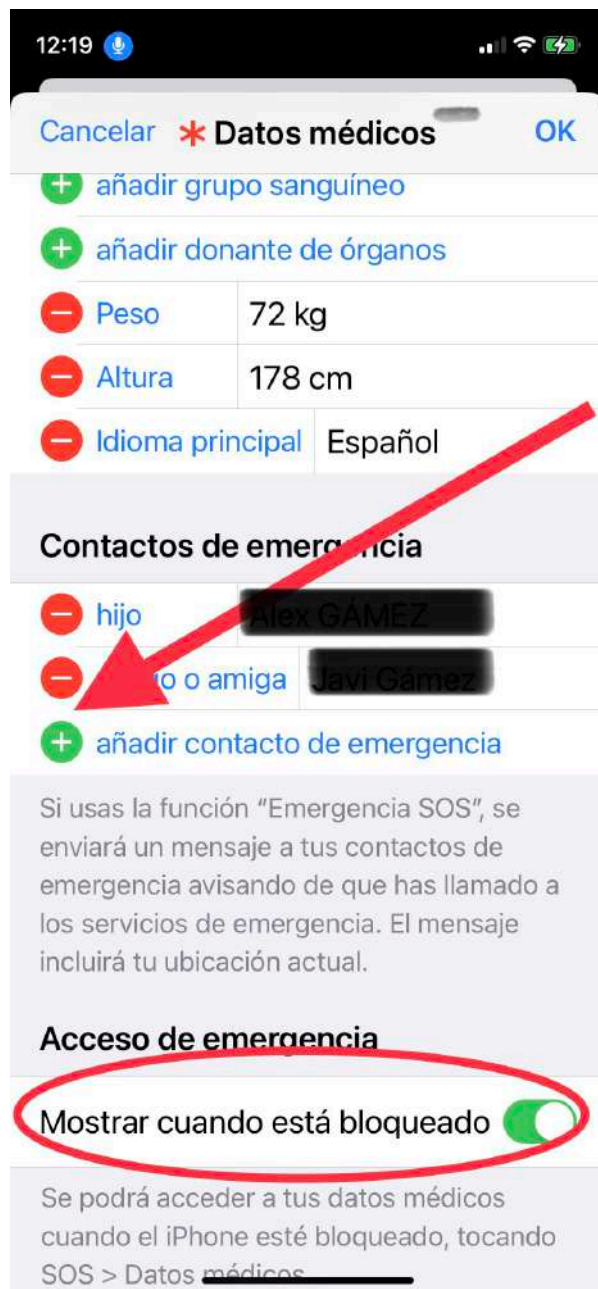 12:19
Cancelar * Datos médicos OK
añadir grupo sanguíneo
añadir donante de órganos
Peso 72 kg
Altura 178 cm
Idioma principal Español
Contactos de emergencia
hijo
o amiga
añadir contacto de emergencia
Si usas la función “Emergencia SOS”, se
enviará un mensaje a tus contactos de
emergencia avisando de que has llamado a
los servicios de emergencia. El mensaje
incluirá tu ubicación actual.
Acceso de emergencia
Mostrar cuando está bloqueado
Se podrá acceder a tus datos médicos
cuando el iPhone esté bloqueado, tocando
SOS > Datos médicos